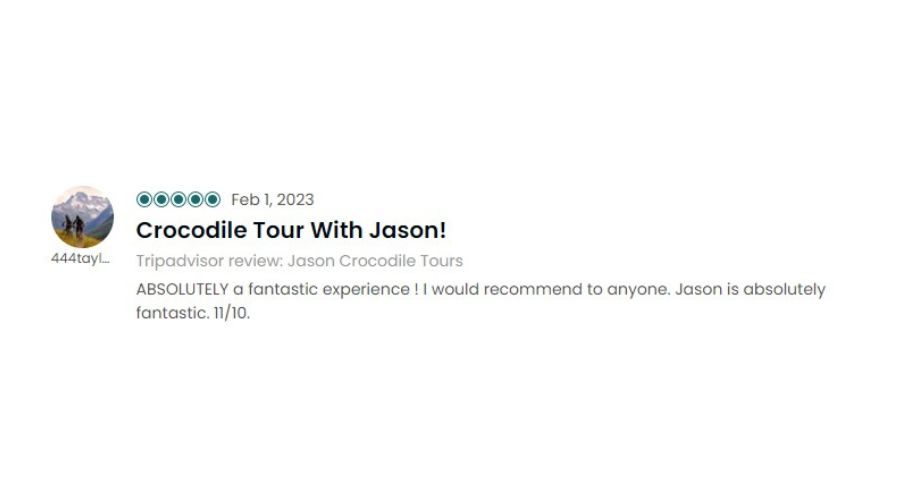 Feb 1, 2023
Crocodile Tour With Jason!
444tayl...
Tripadvisor review: Jason Crocodile Tours
ABSOLUTELY a fantastic experience ! I would recommend to anyone. Jason is absolutely
fantastic. 11/10.